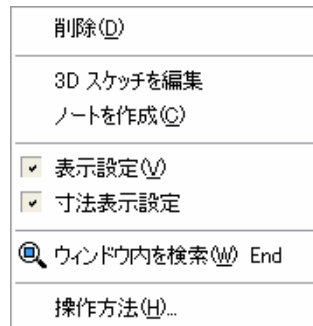 削除(D)
3D スケッチを編集
ノートを作成(C)
表示設定(V)
寸法表示設定
ウィンドウ内を検索(W) End
操作方法(H)...